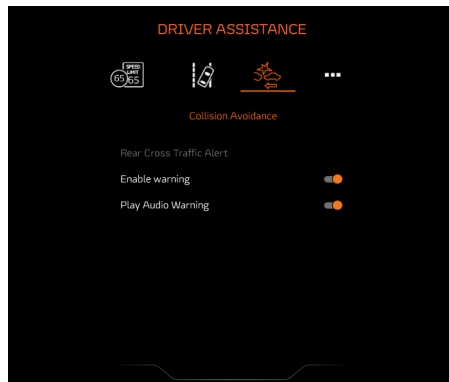 DRIVER ASSISTANCE
SPEED
LIMIT
65 65
Collision Avoidance
Rear Cross Traffic Alert
Enable warning
Play Audio Warning